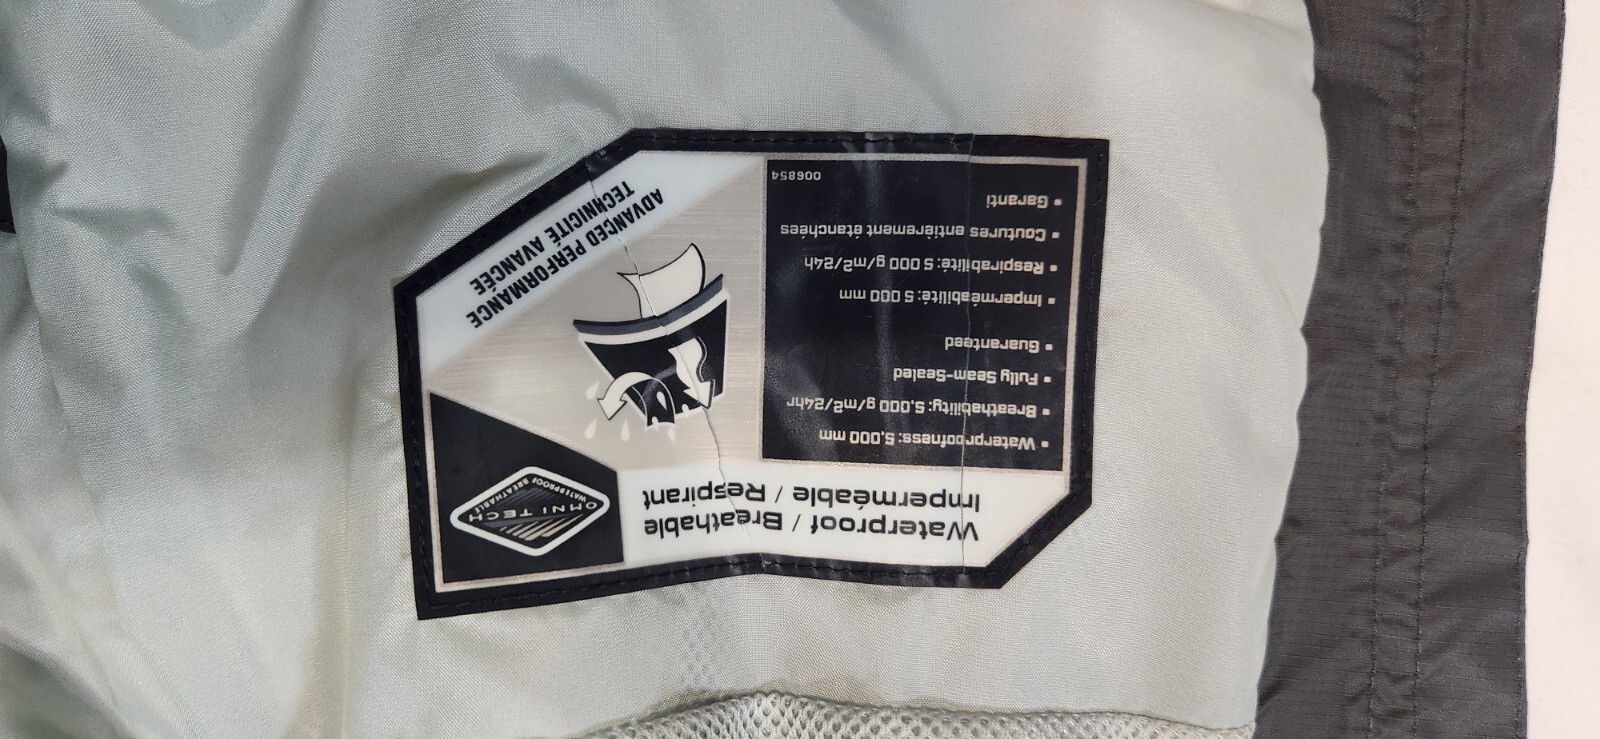 Waterproof / Breathable
Imperméable / Respirant
OMNI TECH
WATERPROOF BREATHABLE
• Waterproofness: 5,000 mm
• Breathability: 5,000 g/m2/24hr
• Fully Seam-Sealed
• Guaranteed
• Imperméabilité: 5 000 mm
• Respirabilité: 5 000 g/m2/24h
• Coutures entièrement étanchées
• Garanti
006854
ADVANCED PERFORMANCE
TECHNICITÉ AVANCÉE